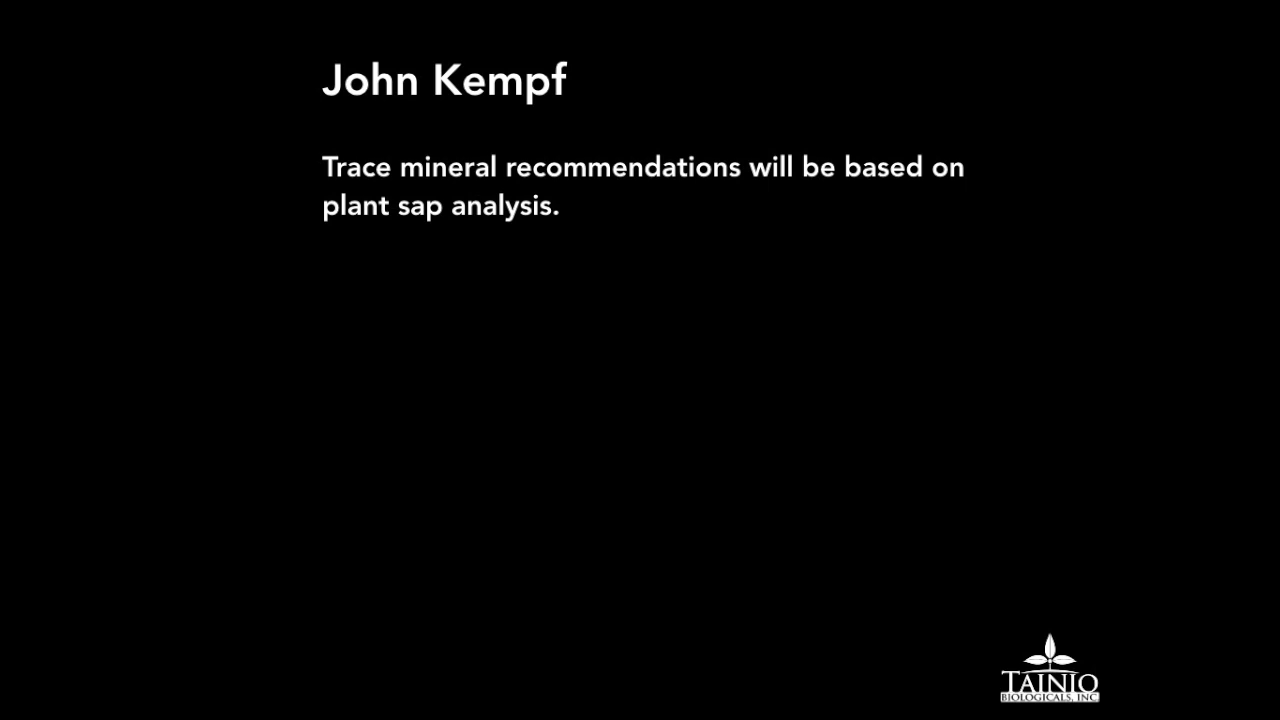 John Kempf
Trace mineral recommendations will be based on
plant sap analysis.
TAINIO
BIOLOGICALS, INC